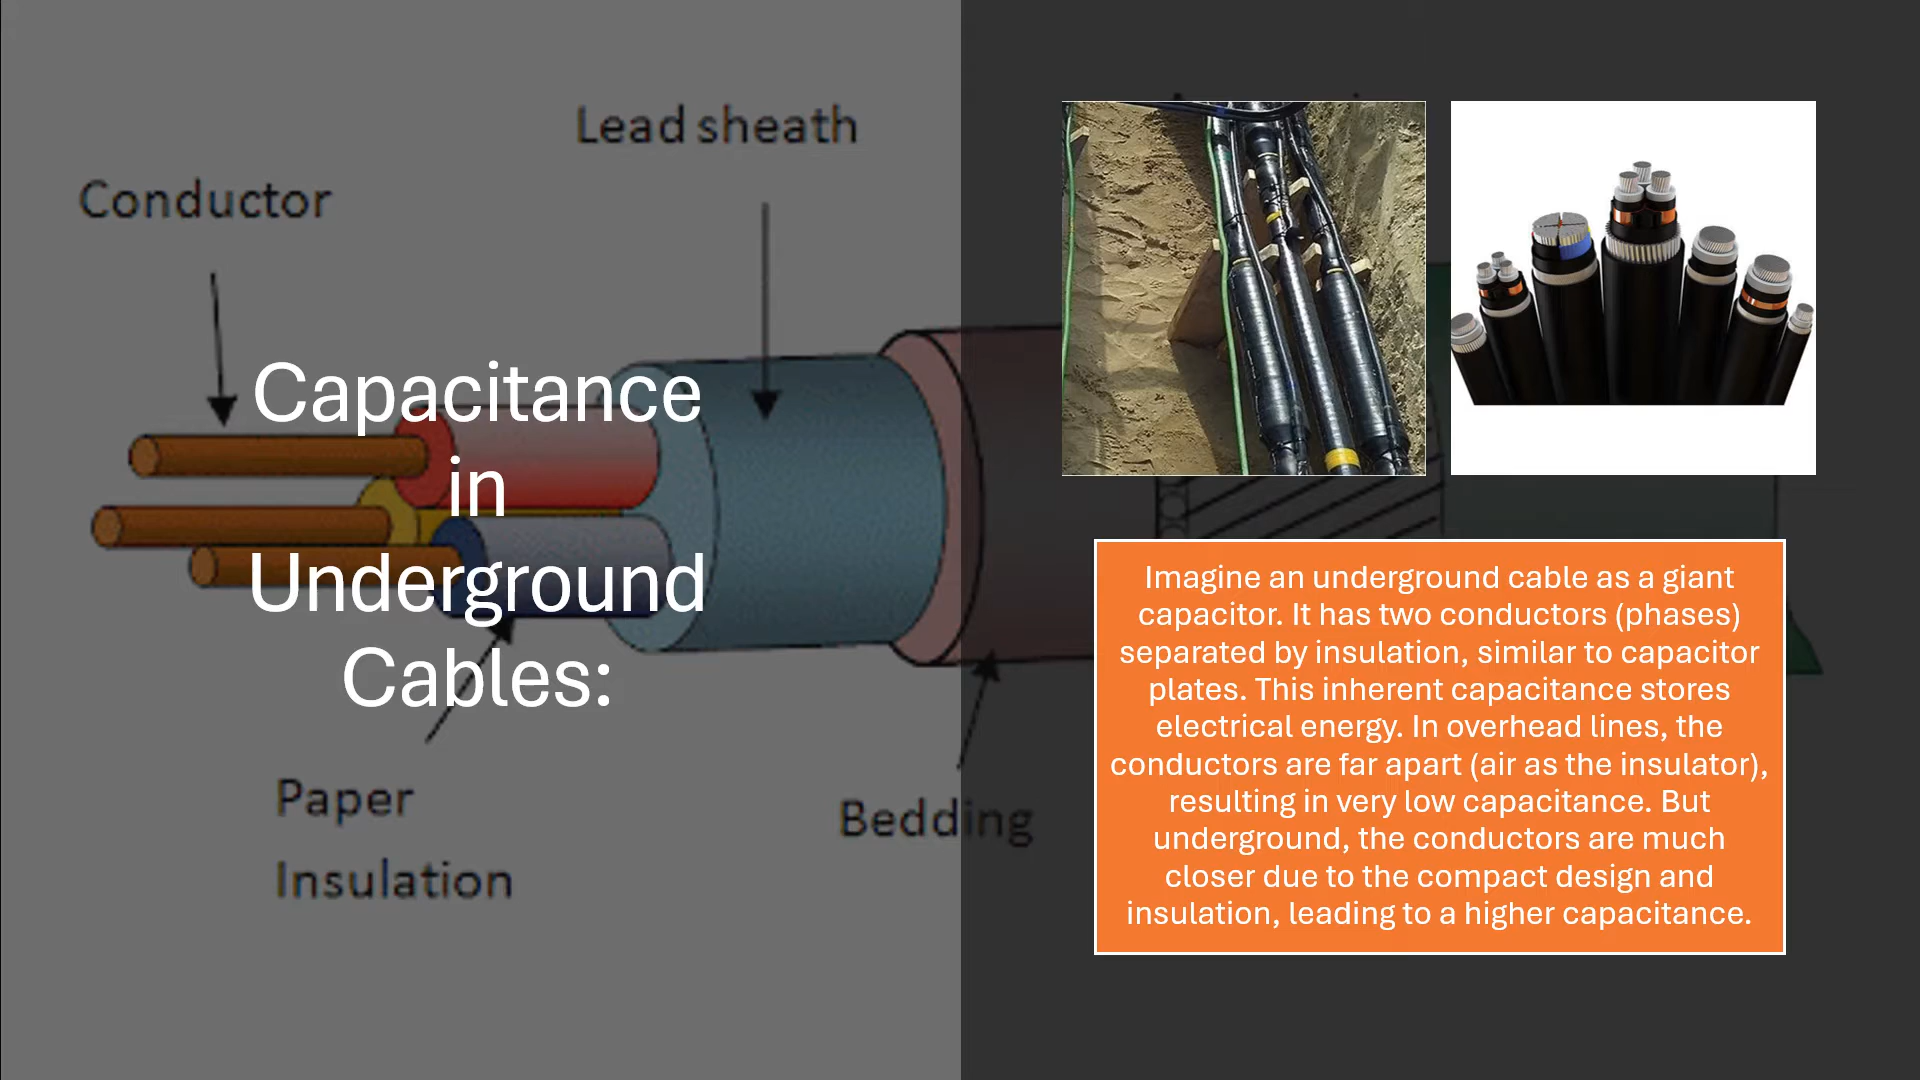 Lead sheath
Conductor
Capacitance
in
Underground
Cables:
Paper
Insulation
Bedding
Imagine an underground cable as a giant
capacitor. It has two conductors (phases)
separated by insulation, similar to capacitor
plates. This inherent capacitance stores
electrical energy. In overhead lines, the
conductors are far apart (air as the insulator),
resulting in very low capacitance. But
underground, the conductors are much
closer due to the compact design and
insulation, leading to a higher capacitance.